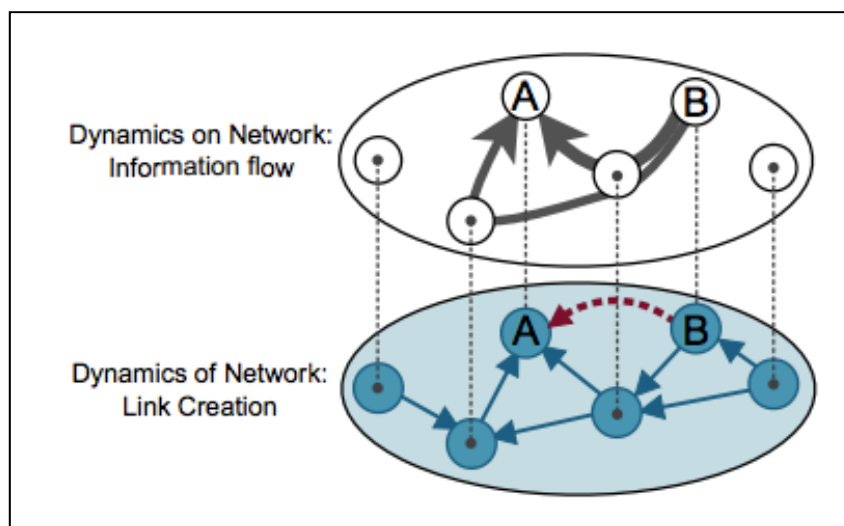 A
B
Dynamics on Network:
Information flow
A
B
Dynamics of Network:
Link Creation